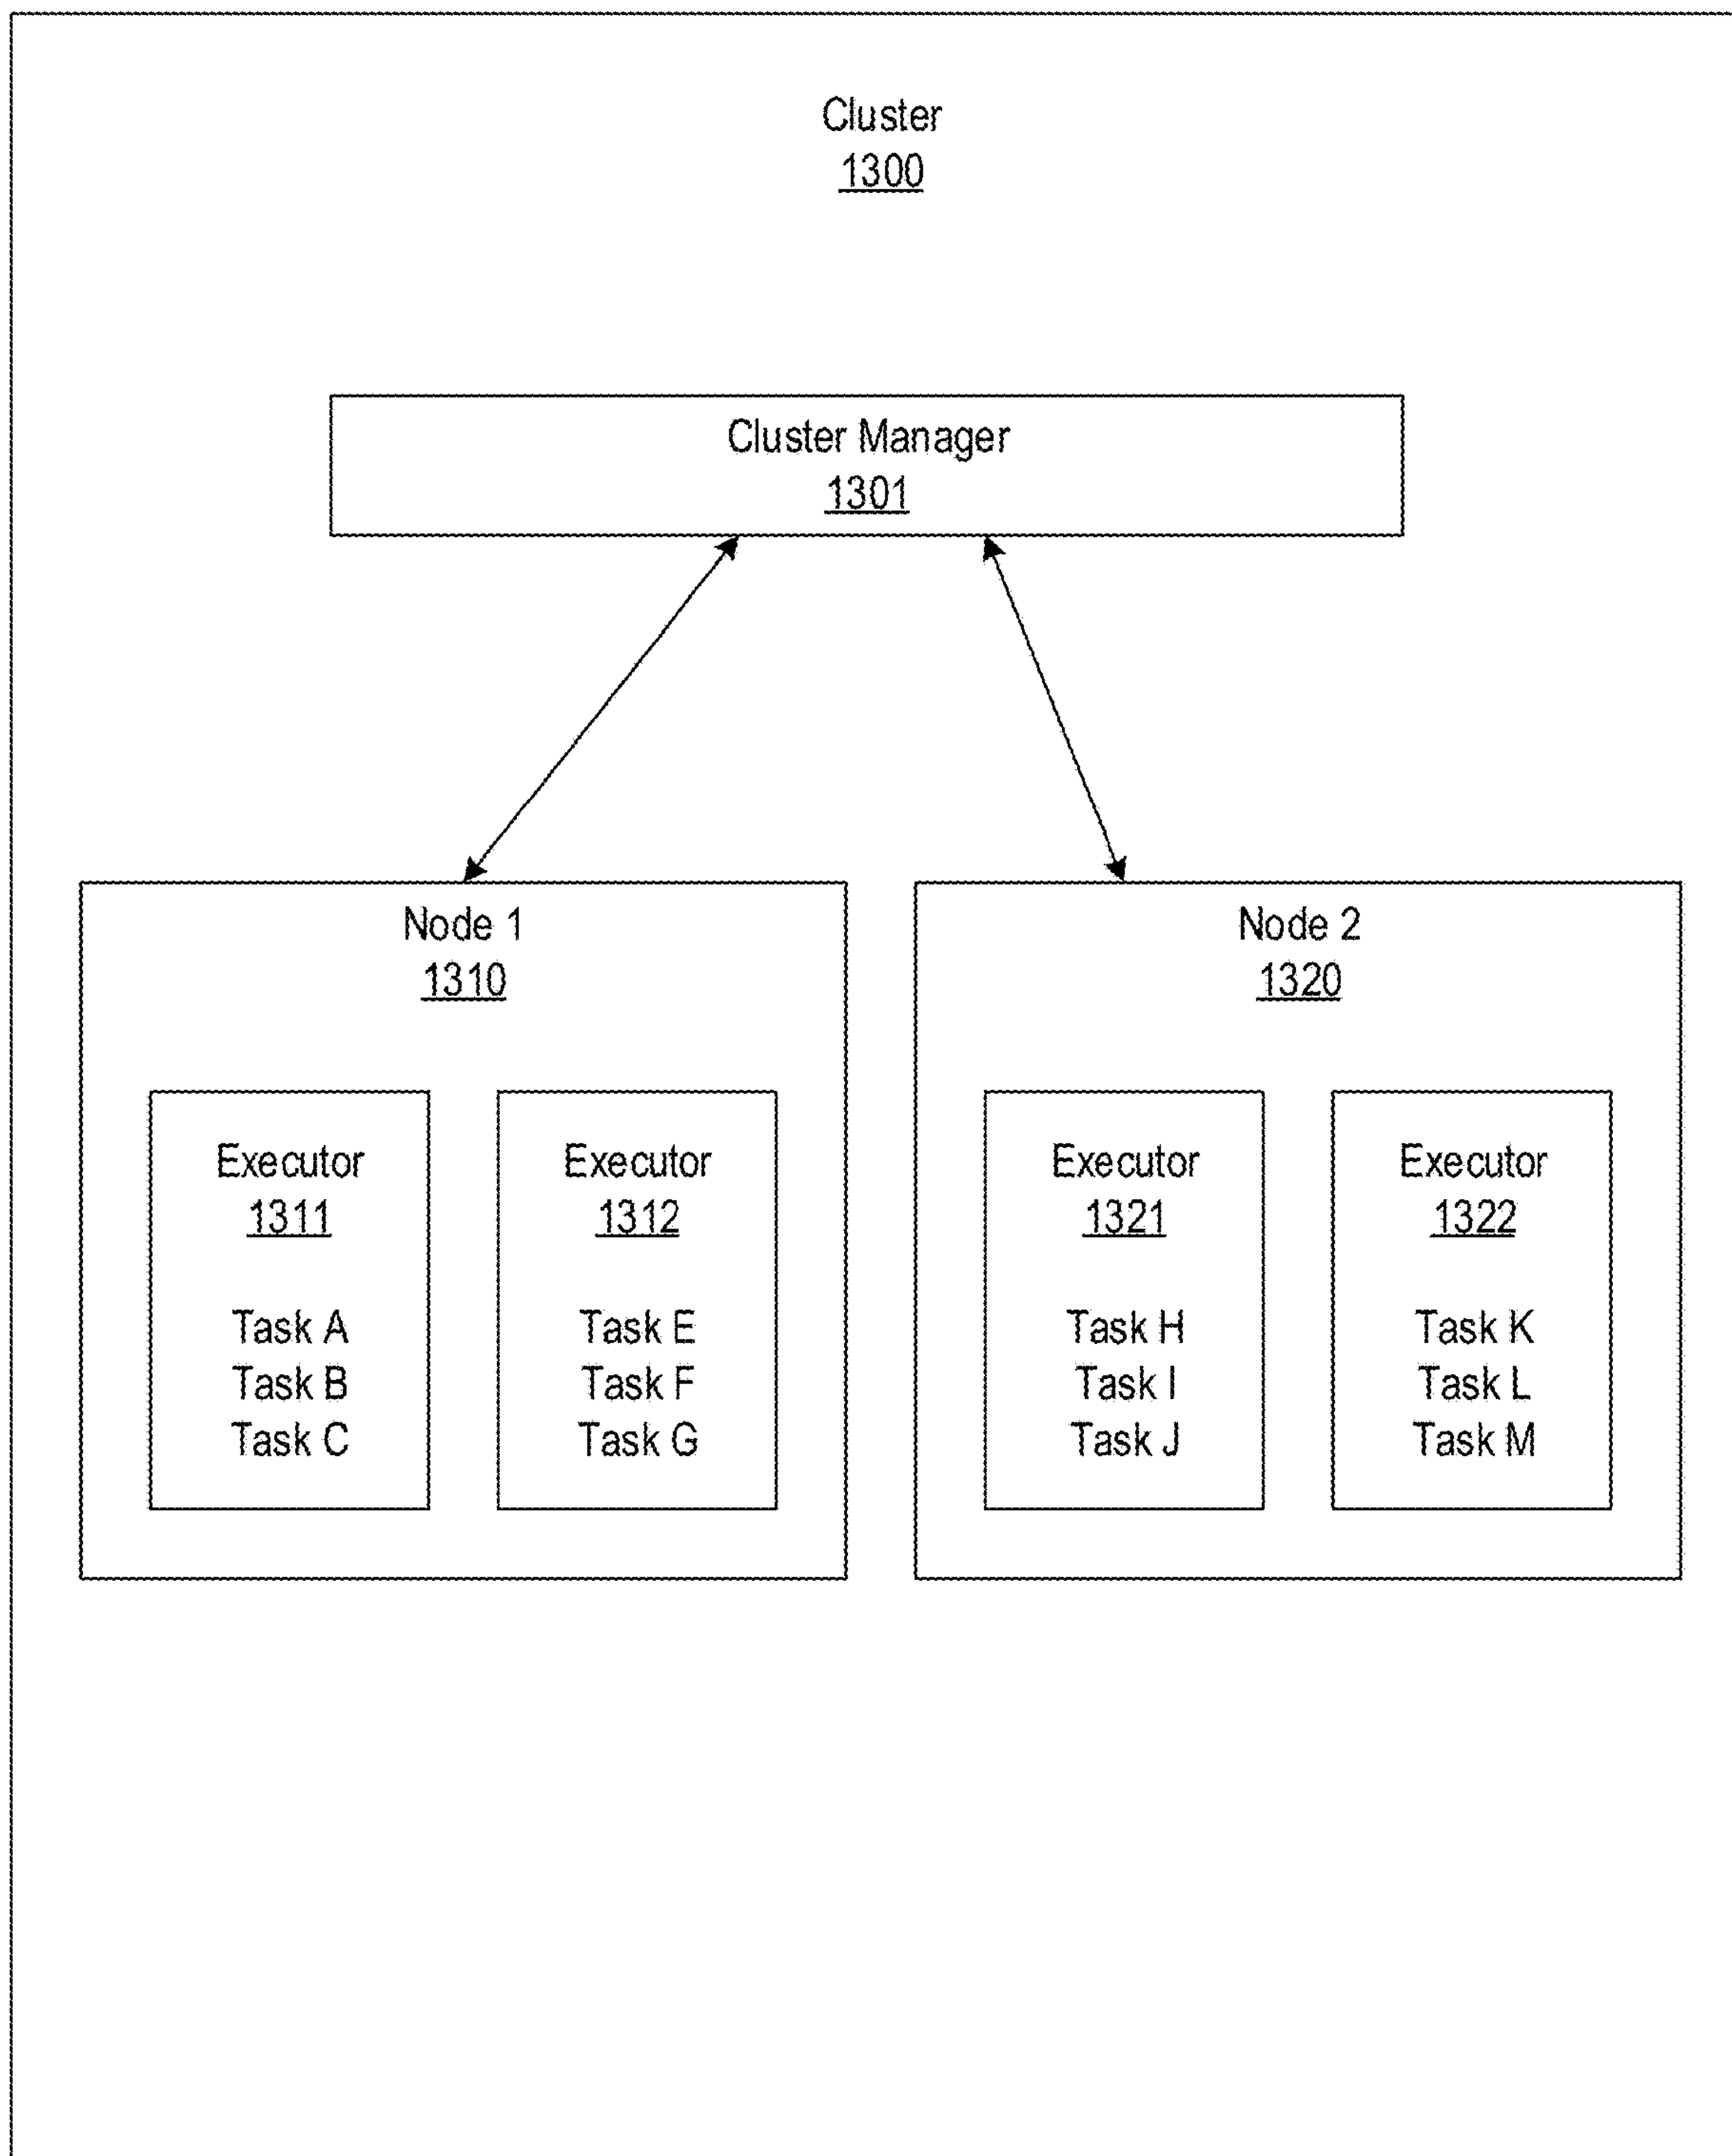 Cluster
1300
Cluster Manager
1301
Node 1
1310
Executor
1311
Task A
Task B
Task C
Executor
1312
Task E
Task F
Task G
Node 2
1320
Executor
1321
Task H
Task I
Task J
Executor
1322
Task K
Task L
Task M